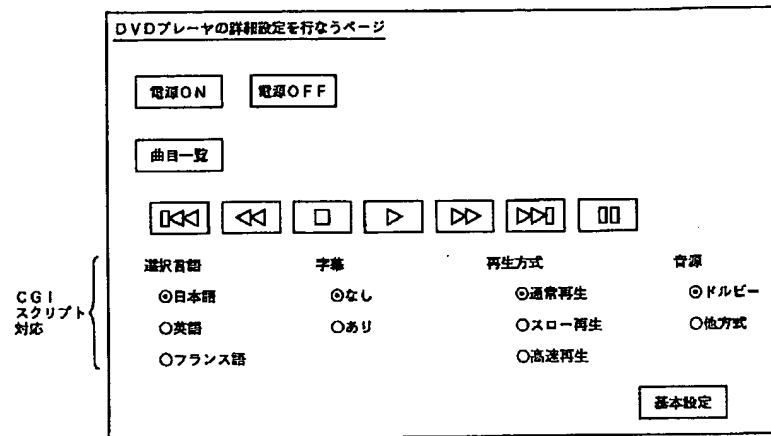 DVDプレーヤの詳細設定を行なうページ
電源ON 電源OFF
曲目一覧
選択言語 字幕 再生方式 音源
CGI
スクリプト
対応
◉日本語 ◉なし ◉通常再生 ◉ドルビー
○英語 ○あり ○スロー再生 ○他方式
○フランス語 ○高速再生
基本設定